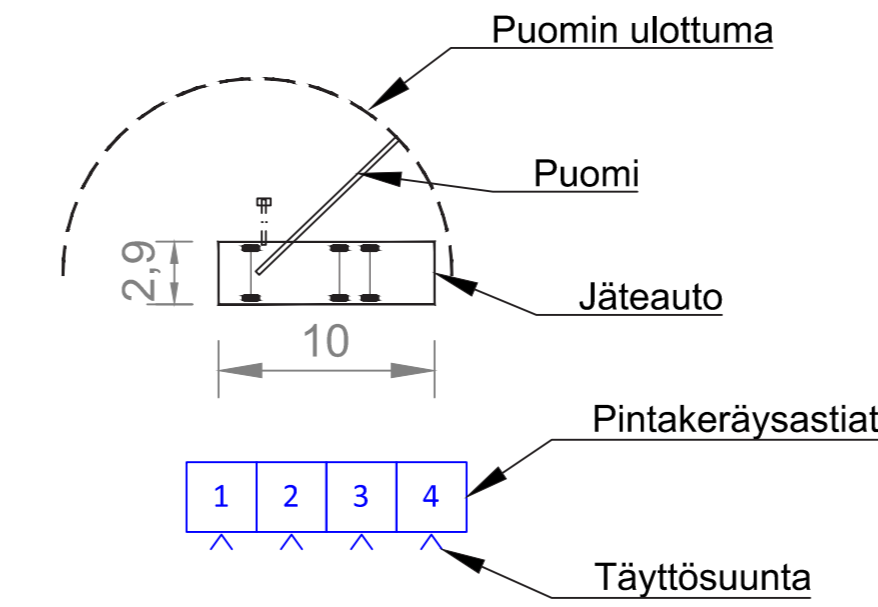 Puomin ulottuma
Puomi
2,9
Jäteauto
10
Pintakeräysastiat
1 2 3 4
Täyttösuunta